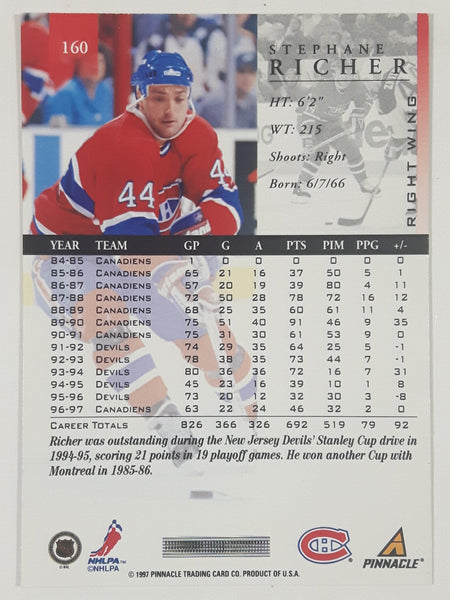 160
STEPHANE
RICHER
HT: 6'2"
WT: 215
Shoots: Right
Born: 6/7/66
RIGHT WING
44
44
YEAR TEAM GP G A PTS PIM PPG +/-
84-85 CANADIENS 1 0 0 0 0 0 0
85-86 CANADIENS 65 21 16 37 50 5 1
86-87 CANADIENS 57 20 19 39 80 4 11
87-88 CANADIENS 72 50 28 78 72 16 12
88-89 CANADIENS 68 25 35 60 61 11 4
89-90 CANADIENS 75 51 40 91 46 9 35
90-91 CANADIENS 75 31 30 61 53 9 0
91-92 DEVILS 74 29 35 64 25 5 -1
92-93 DEVILS 78 38 35 73 44 7 -1
93-94 DEVILS 80 36 36 72 16 7 31
94-95 DEVILS 45 23 16 39 10 1 8
95-96 DEVILS 73 20 12 32 30 3 -8
96-97 CANADIENS 63 22 24 46 32 2 0
CAREER TOTALS 826 366 326 692 519 79 92
Richer was outstanding during the New Jersey Devils' Stanley Cup drive in
1994-95, scoring 21 points in 19 playoff games. He won another Cup with
Montreal in 1985-86.
NHL
NHLPA™
©NHLPA
PINNACLE®
© 1997 PINNACLE TRADING CARD CO. PRODUCT OF U.S.A.